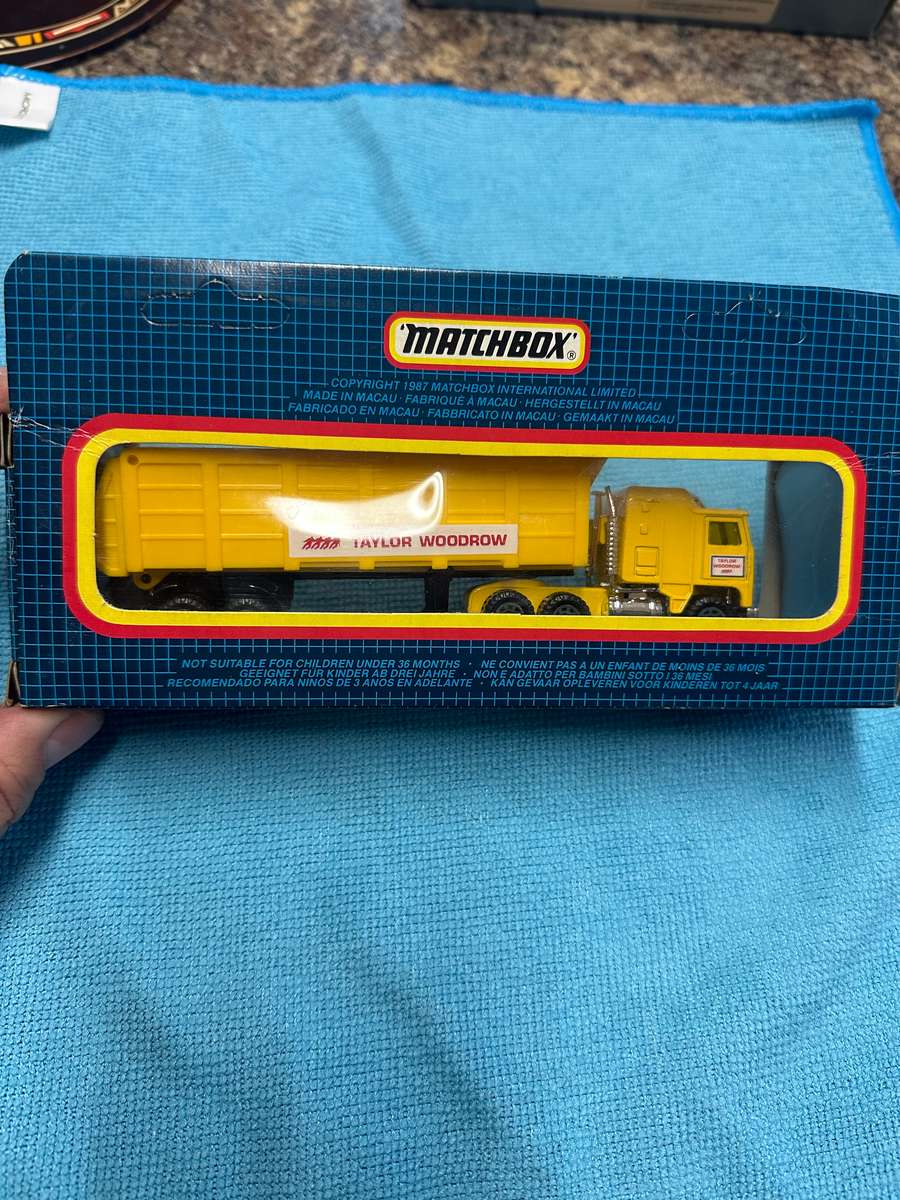 'MATCHBOX'®
COPYRIGHT 1987 MATCHBOX INTERNATIONAL LIMITED
MADE IN MACAU · FABRIQUÉ À MACAU · HERGESTELLT IN MACAU
FABRICADO EN MACAU · FABBRICATO IN MACAU · GEMAAKT IN MACAU
TAYLOR WOODROW
TAYLOR
WOODROW
NOT SUITABLE FOR CHILDREN UNDER 36 MONTHS · NE CONVIENT PAS A UN ENFANT DE MOINS DE 36 MOIS
GEEIGNET FÜR KINDER AB DREI JAHRE · NON È ADATTO PER BAMBINI SOTTO I 36 MESI
RECOMENDADO PARA NINOS DE 3 ANOS EN ADELANTE · KAN GEVAAR OPLEVEREN VOOR KINDEREN TOT 4 JAAR